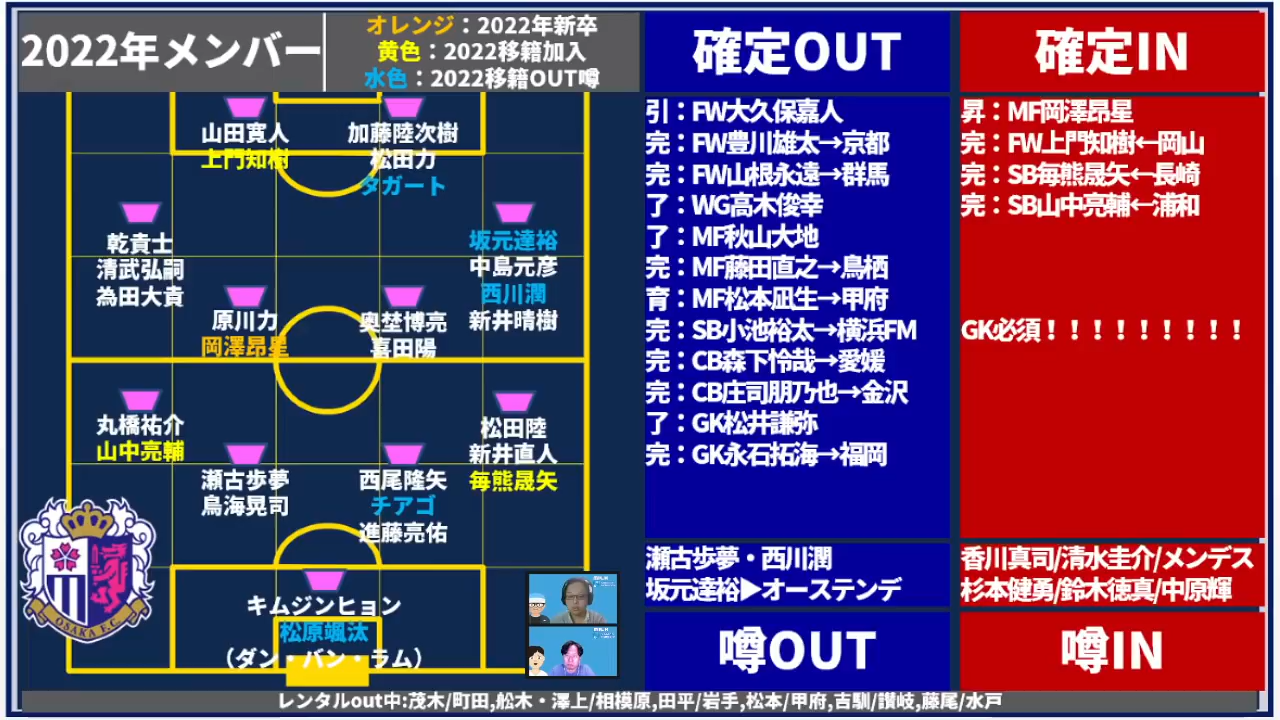 2022年メンバー
オレンジ：2022年新卒
黄色：2022移籍加入
水色：2022移籍OUT噂
山田寛人
上門知樹
加藤陸次樹
松田力
タガート
乾貴士
清武弘嗣
為田大貴
坂元達裕
中島元彦
西川潤
新井晴樹
原川力
岡澤昂星
奥埜博亮
喜田陽
丸橋祐介
山中亮輔
松田陸
新井直人
毎熊晟矢
瀬古歩夢
鳥海晃司
西尾隆矢
チアゴ
進藤亮佑
キムジンヒョン
松原颯汰
（ダン・バン・ラム）
OSAKA F.C.
確定OUT
引：FW大久保嘉人
完：FW豊川雄太→京都
完：FW山根永遠→群馬
了：WG高木俊幸
了：MF秋山大地
完：MF藤田直之→鳥栖
育：MF松本凪生→甲府
完：SB小池裕太→横浜FM
完：CB森下怜哉→愛媛
完：CB庄司朋乃也→金沢
了：GK松井謙弥
完：GK永石拓海→福岡
瀬古歩夢・西川潤
坂元達裕▶オーステンデ
噂OUT
確定IN
昇：MF岡澤昂星
完：FW上門知樹←岡山
完：SB毎熊晟矢←長崎
完：SB山中亮輔←浦和
GK必須！！！！！！！！！
香川真司/清水圭介/メンデス
杉本健勇/鈴木徳真/中原輝
噂IN
レンタルout中:茂木/町田,舩木・澤上/相模原,田平/岩手,松本/甲府,吉馴/讃岐,藤尾/水戸